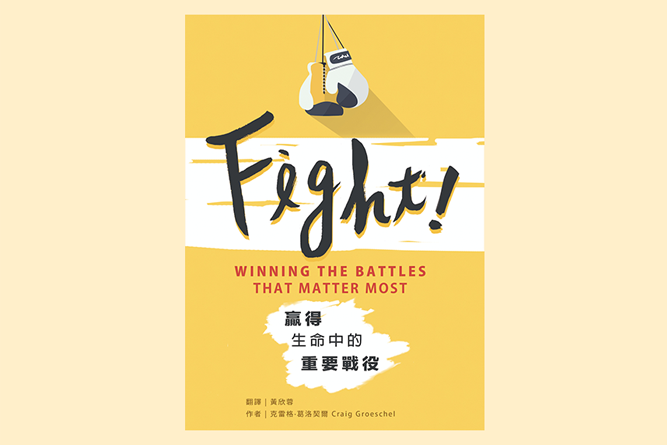 Fight!
WINNING THE BATTLES
THAT MATTER MOST
贏得
生命中的
重要戰役
翻譯 | 黃欣蓉
作者 | 克雷格·葛洛契爾 Craig Groeschel